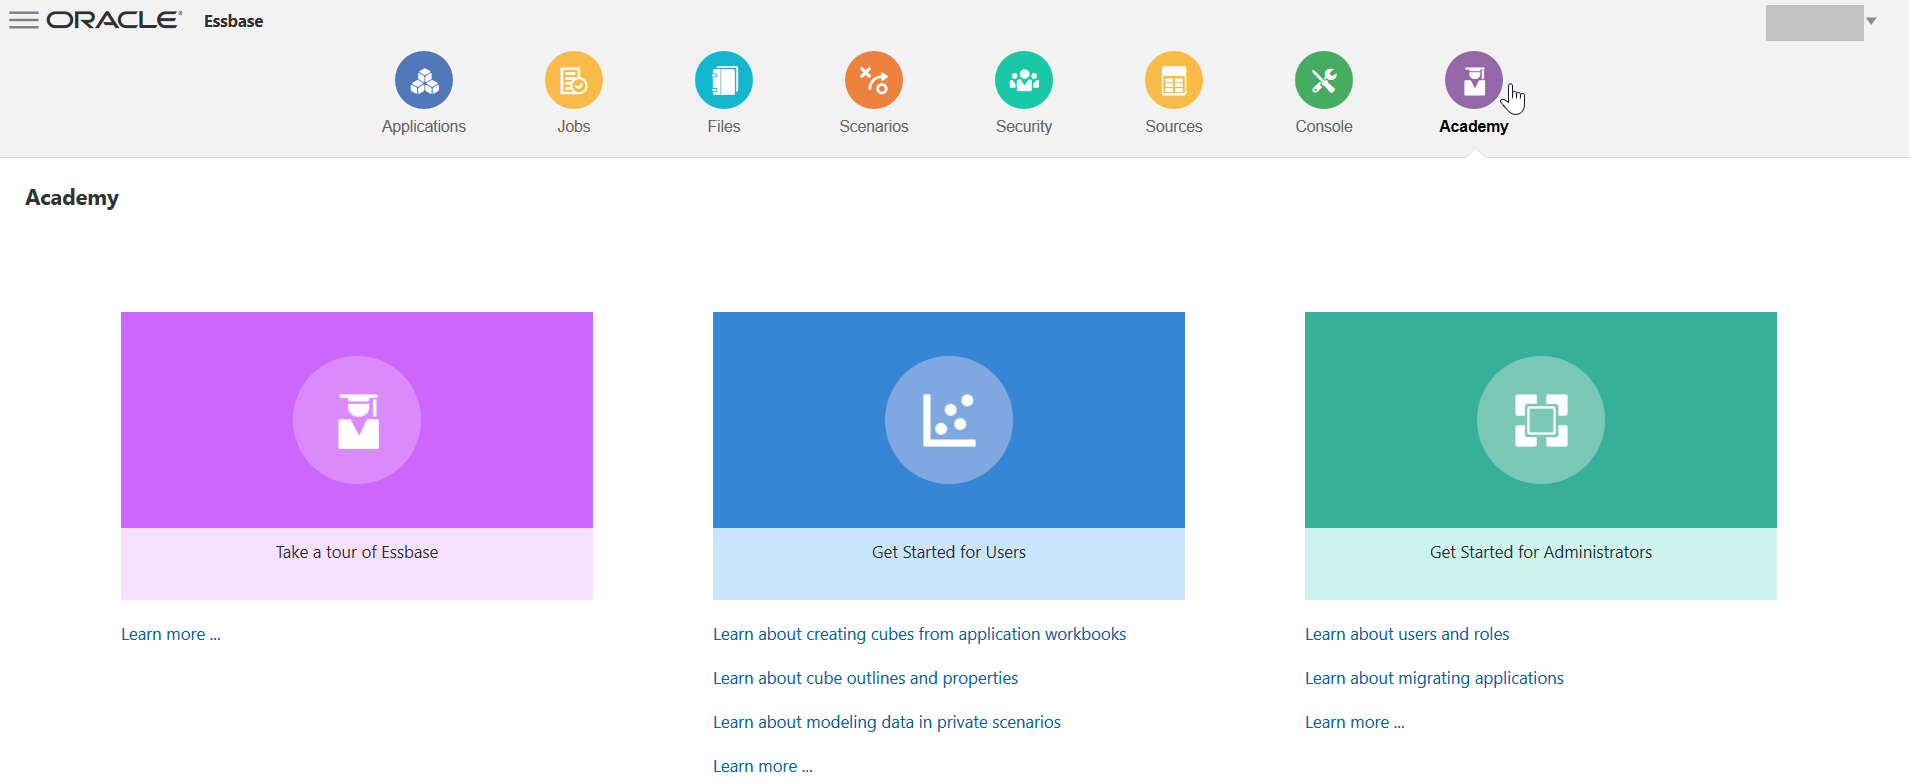 ORACLE® Essbase
Applications Jobs Files Scenarios Security Sources Console Academy
Academy
Take a tour of Essbase
Learn more ...
Get Started for Users
Learn about creating cubes from application workbooks
Learn about cube outlines and properties
Learn about modeling data in private scenarios
Learn more ...
Get Started for Administrators
Learn about users and roles
Learn about migrating applications
Learn more ...